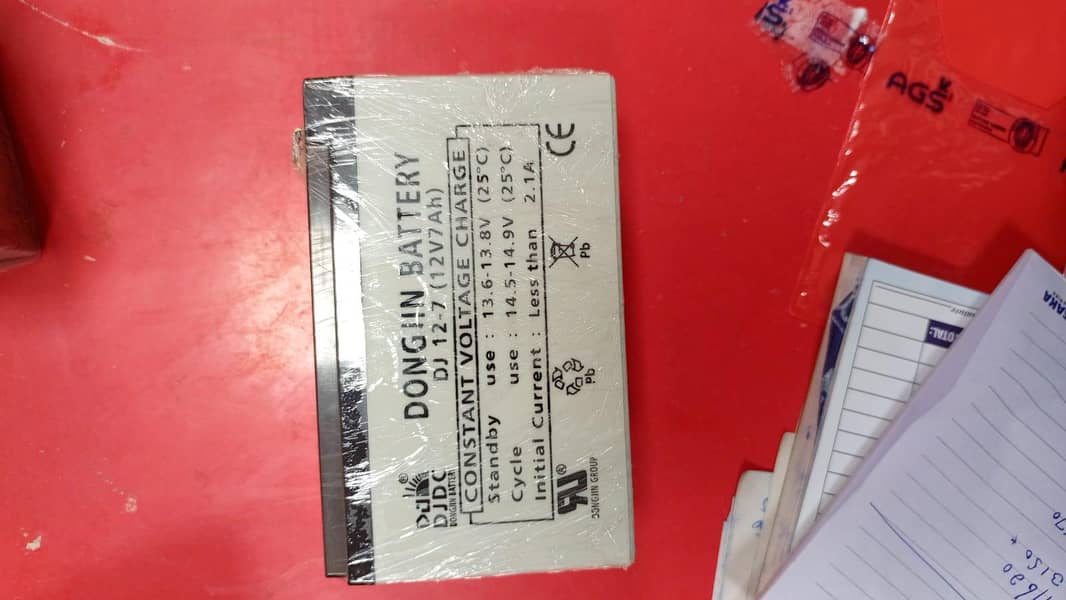 DJDC
DONGJIN BATTERY
DONGJIN BATTERY
DJ 12-7 (12V7Ah)
CONSTANT VOLTAGE CHARGE
Standby use : 13.6-13.8V (25°C)
Cycle use : 14.5-14.9V (25°C)
Initial Current : Less than 2.1A
®
DONGJIN GROUP
Pb
Pb
CE
AGS
TOTAL:
3150 +